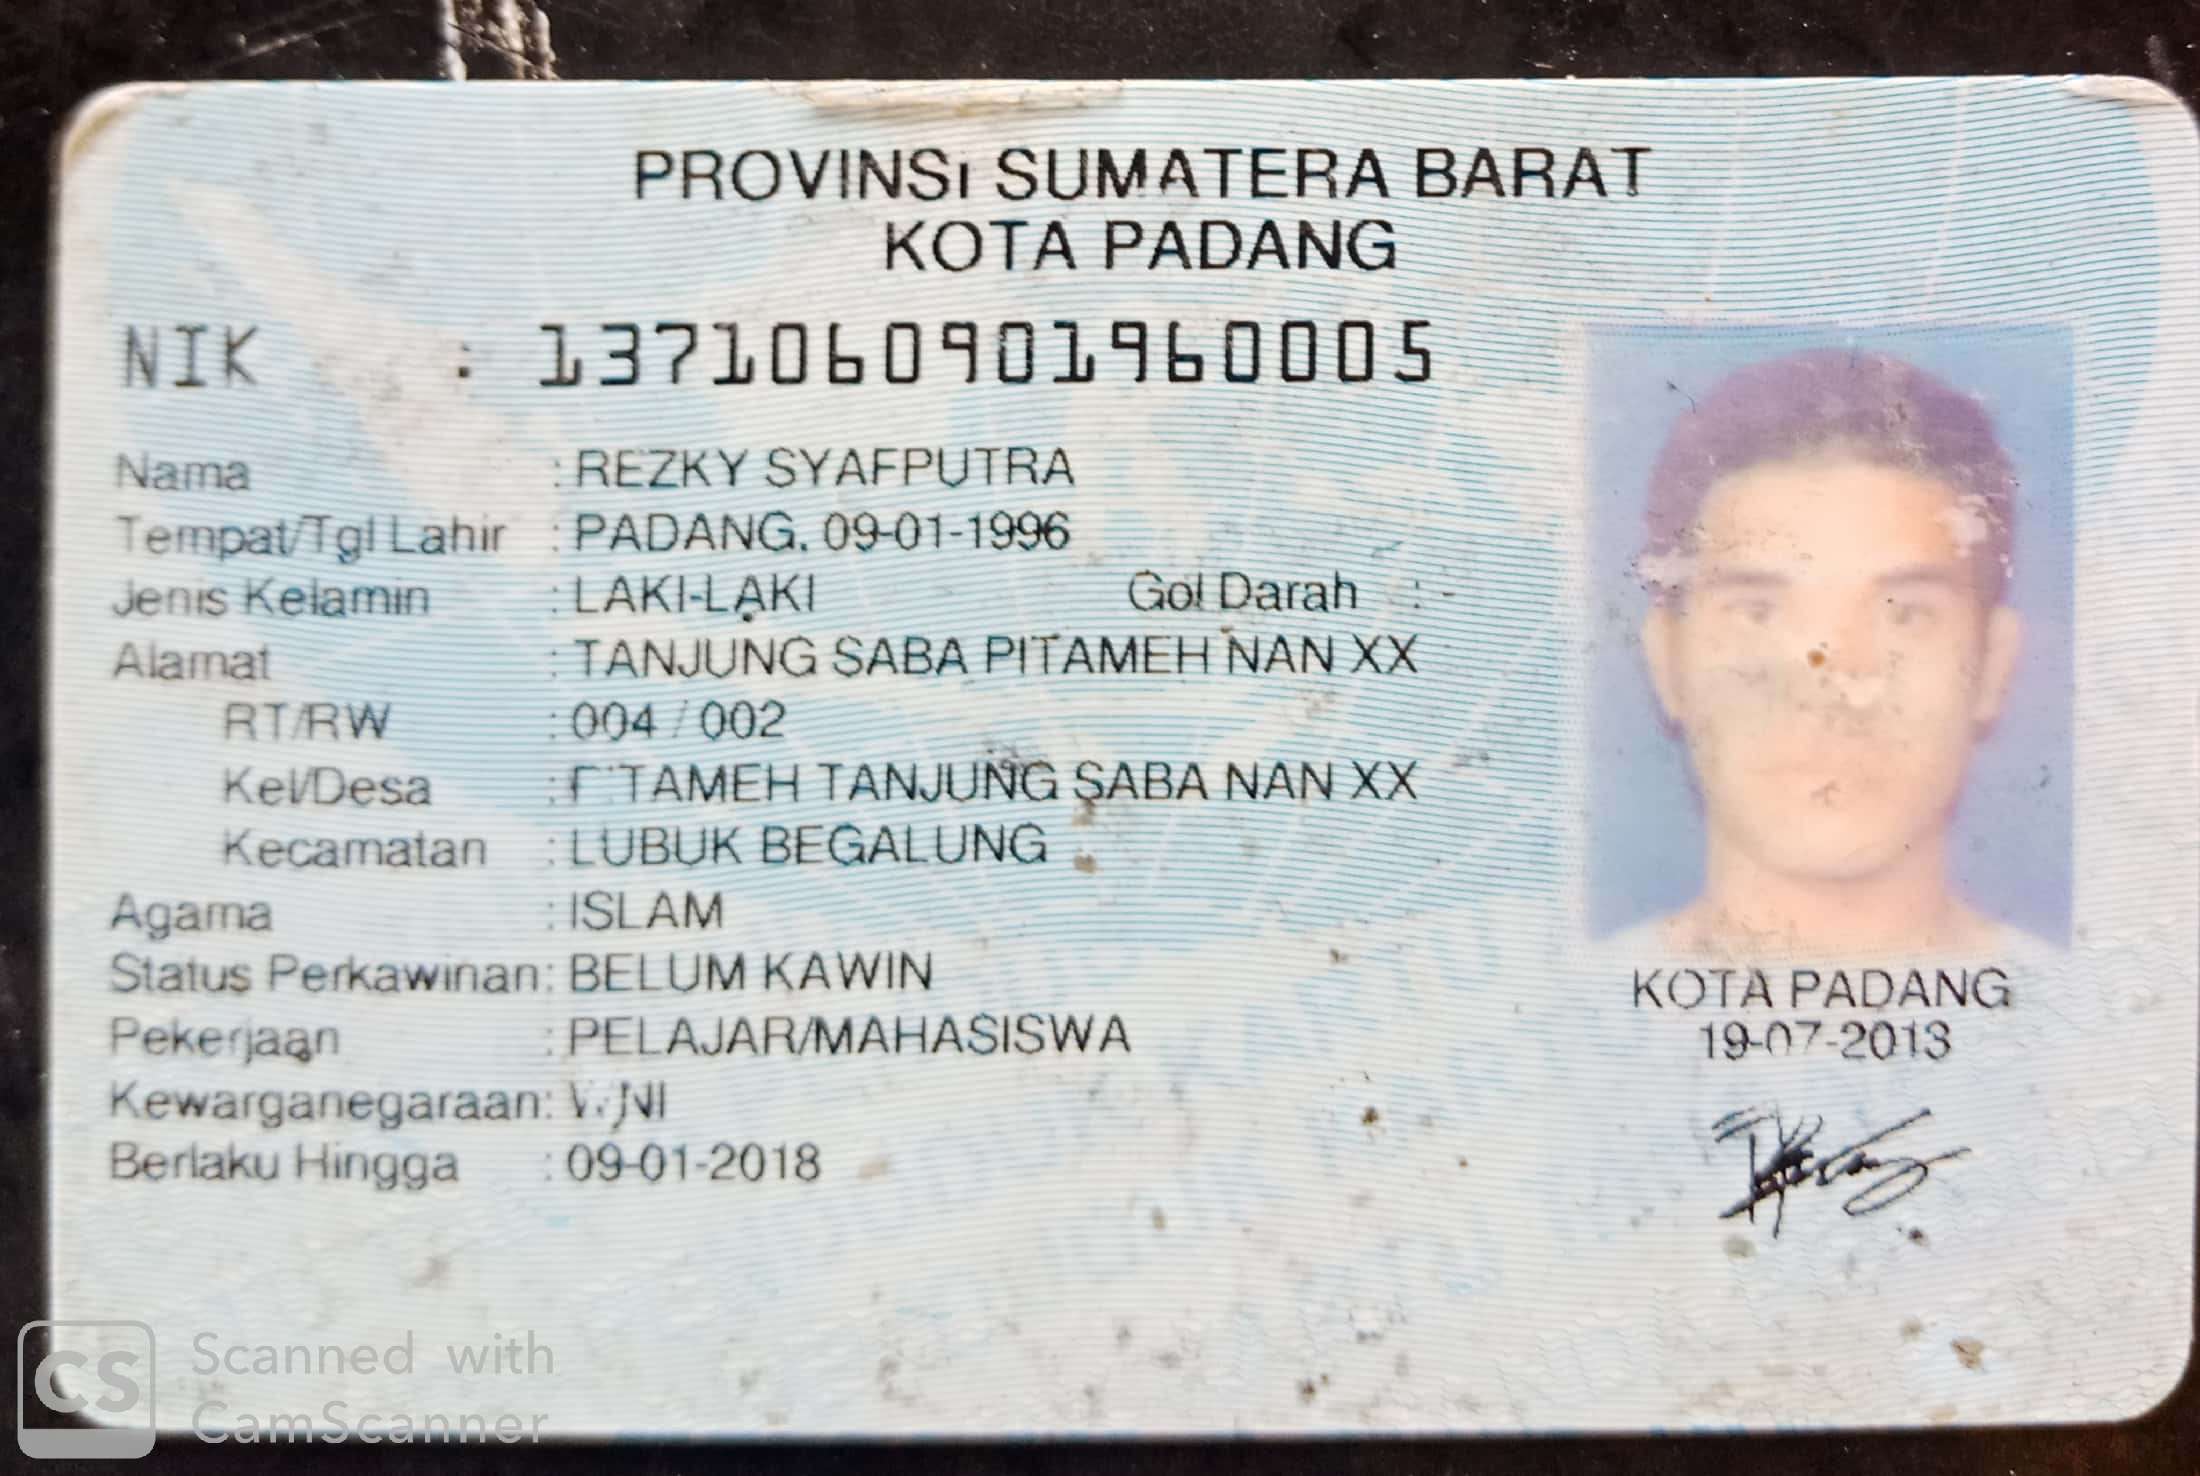 PROVINSi SUMATERA BARAT
KOTA PADANG
NIK : 1371060901960005
Nama : REZKY SYAFPUTRA
Tempat/Tgl Lahir : PADANG. 09-01-1996
Jenis Kelamin : LAKI-LAKI Gol Darah : -
Alamat : TANJUNG SABA PITAMEH NAN XX
RT/RW : 004 / 002
Kel/Desa : TANJUNG SABA NAN XX
Kecamatan : LUBUK BEGALUNG
Agama : ISLAM
Status Perkawinan: BELUM KAWIN
Pekerjaan : PELAJAR/MAHASISWA
Kewarganegaraan: WNI
Berlaku Hingga : 09-01-2018
KOTA PADANG
19-07-2013
CS Scanned with
CamScanner